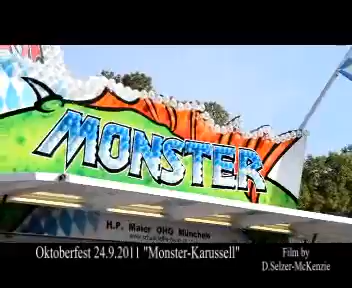 MONSTER
H.P. Maier OHG München
Oktoberfest 24.9.2011 "Monster-Karussell"
Film by
D.Selzer-McKenzie